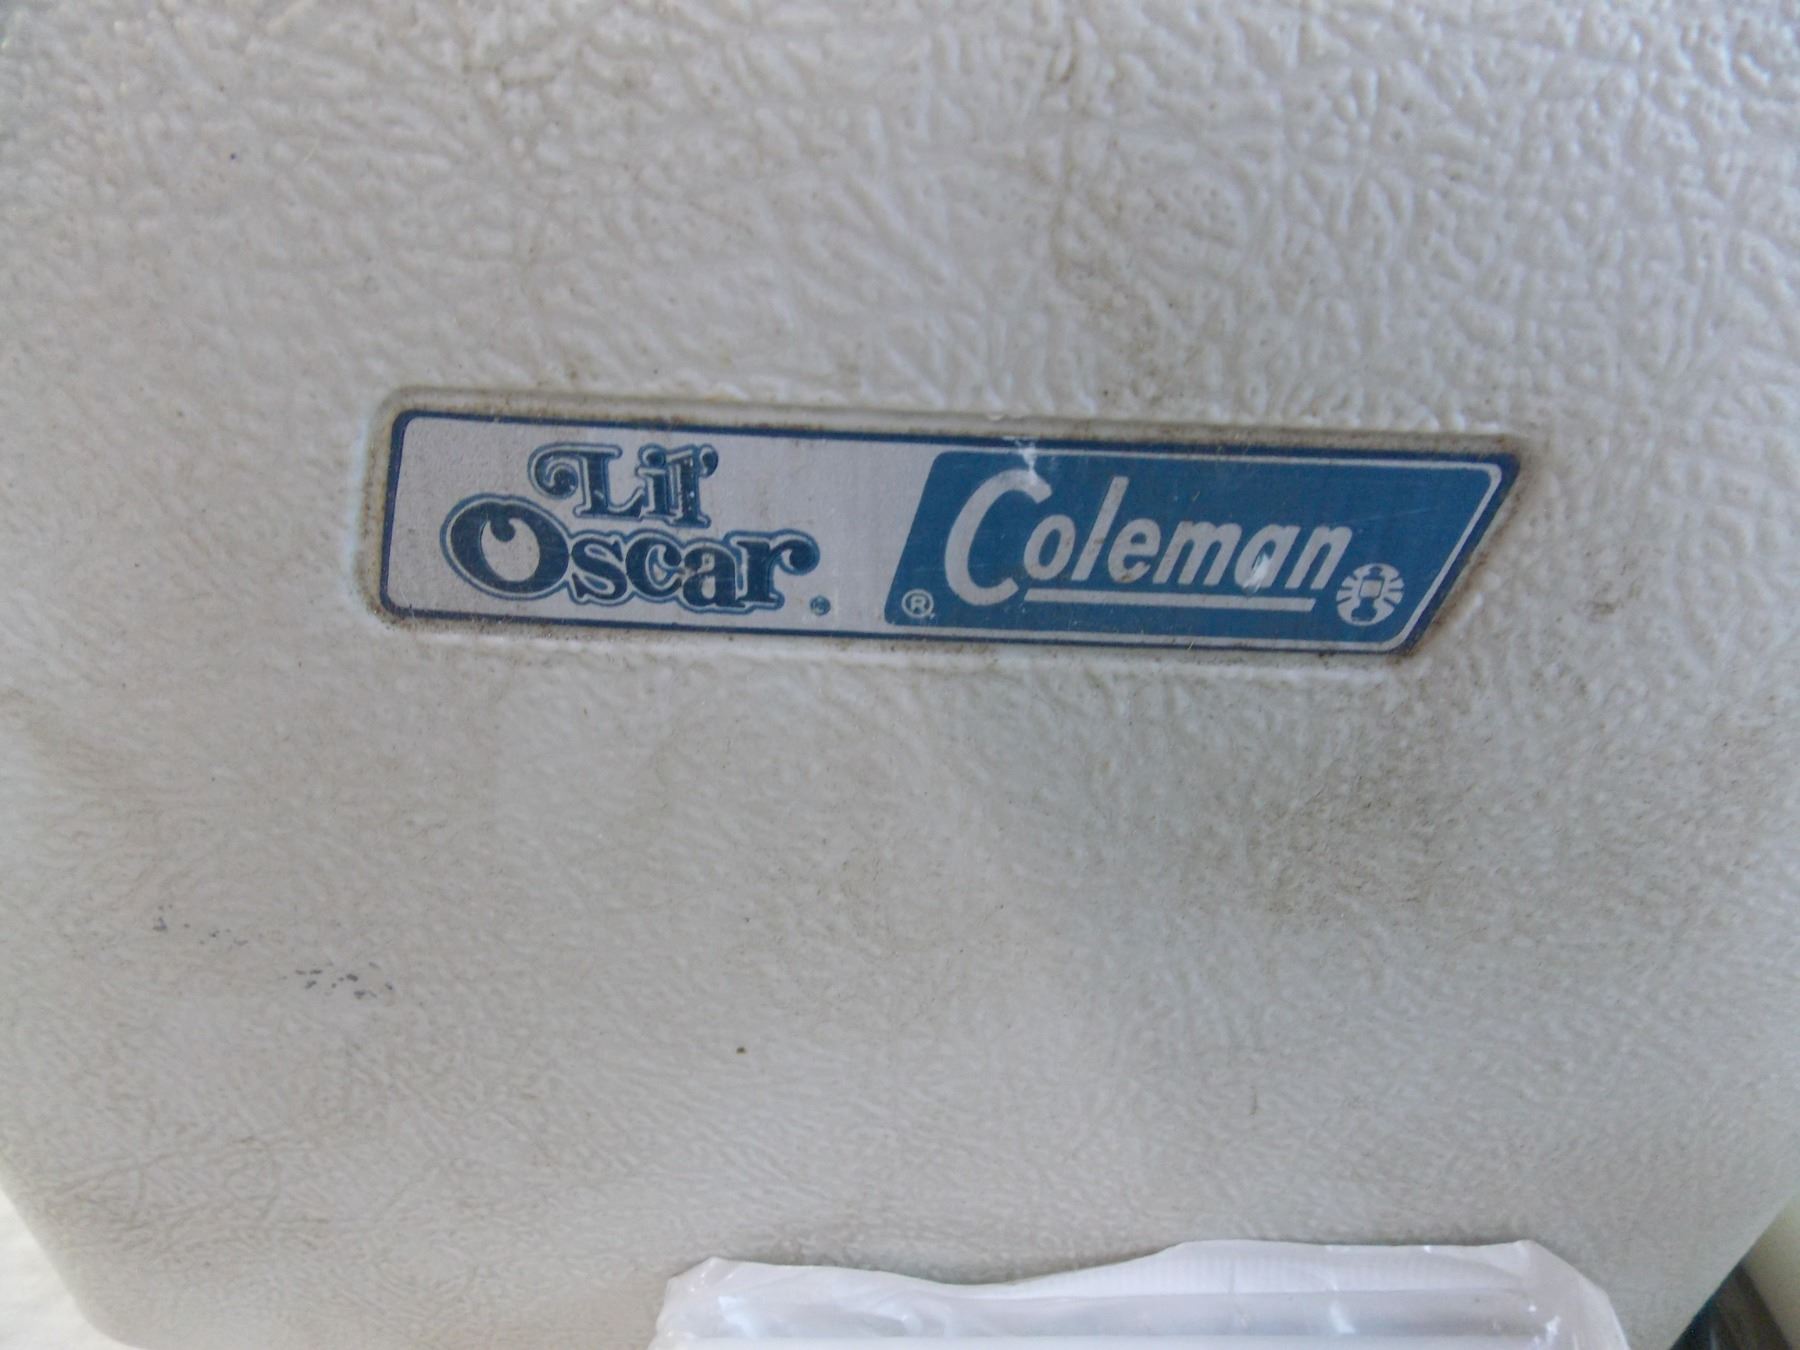 Lil'
Oscar ®
® Coleman